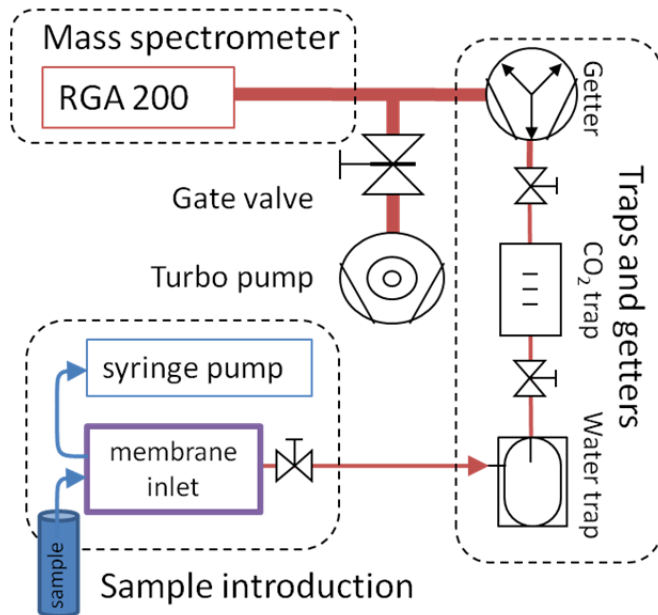 Mass spectrometer
RGA 200
Getter
Gate valve
Turbo pump
CO₂ trap
Traps and getters
Water trap
syringe pump
membrane
inlet
sample
Sample introduction